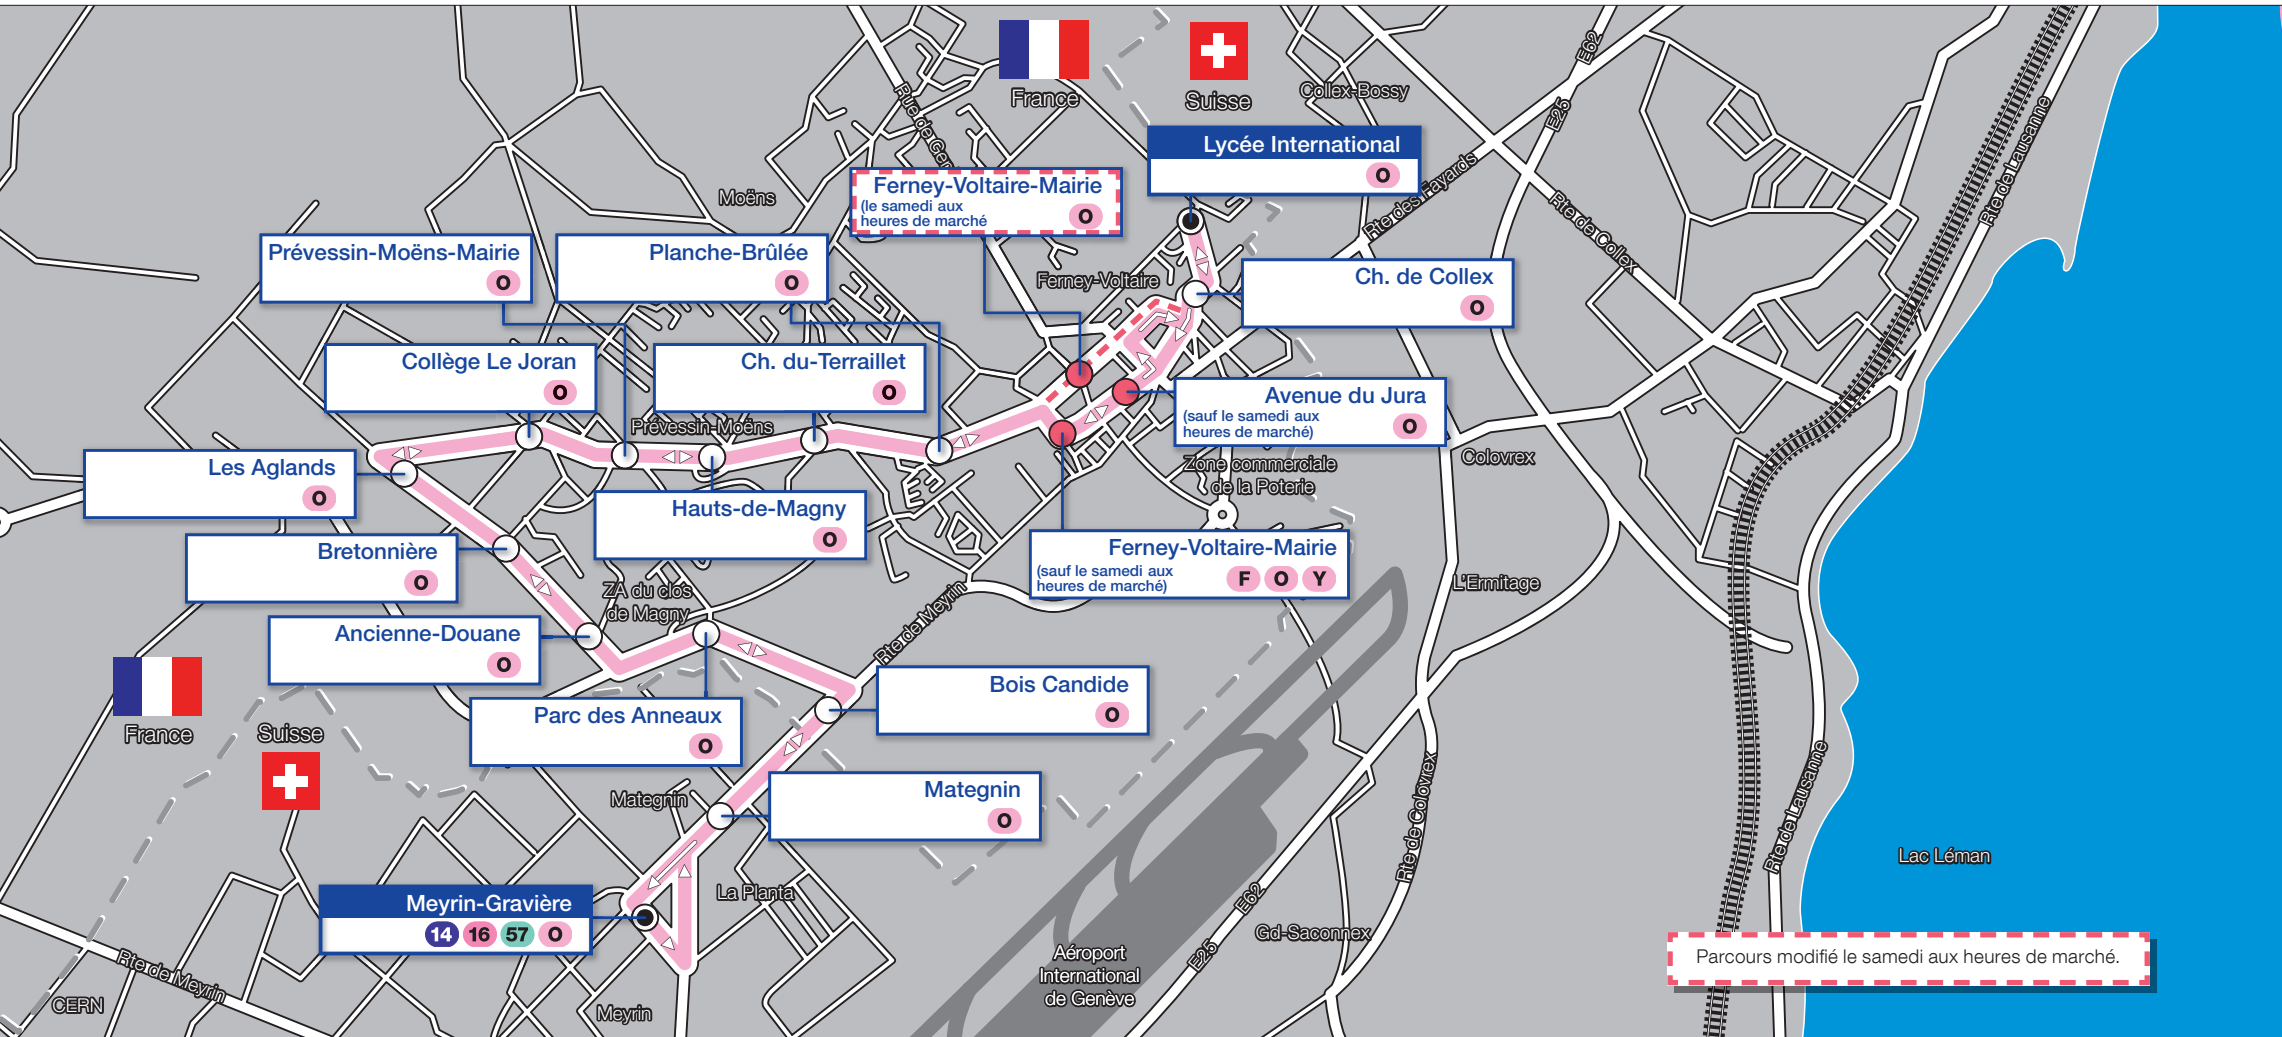 France
Suisse
Collex-Bossy
E62
E25
Rte de Lausanne
Lycée International
O
Rte des Fayards
Moëns
Ferney-Voltaire-Mairie
(le samedi aux
heures de marché
O
Rte de Collex
Prévessin-Moëns-Mairie
O
Planche-Brûlée
O
Ferney-Voltaire
Ch. de Collex
O
Collège Le Joran
O
Ch. du-Terraillet
O
Avenue du Jura
(sauf le samedi aux
heures de marché)
O
Prévessin-Moëns
Les Aglands
O
Zone commerciale
de la Poterie
Colovrex
Hauts-de-Magny
O
Bretonnière
O
Ferney-Voltaire-Mairie
(sauf le samedi aux
heures de marché)
F O Y
ZA du clos
de Magny
L'Ermitage
Rte de Meyrin
Ancienne-Douane
O
Parc des Anneaux
O
Bois Candide
O
France
Suisse
Mategnin
Mategnin
O
Rte de Colovrex
Rte de Lausanne
Lac Léman
La Planta
Meyrin-Gravière
14 16 57 O
E62
E25
Gd-Saconnex
Aéroport
International
de Genève
Parcours modifié le samedi aux heures de marché.
Rte de Meyrin
CERN
Meyrin